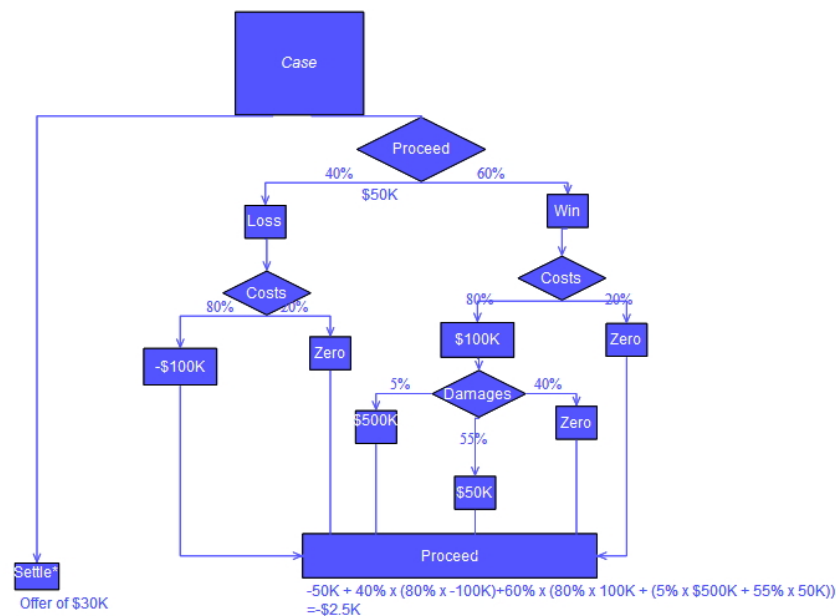 Case
Proceed
40% 60%
$50K
Loss Win
Costs Costs
80% 20% 80% 20%
-$100K Zero $100K Zero
5% Damages 40%
$500K Zero
55%
$50K
Proceed
Settle*
Offer of $30K
-50K + 40% x (80% x -100K)+60% x (80% x 100K + (5% x $500K + 55% x 50K))
=-$2.5K